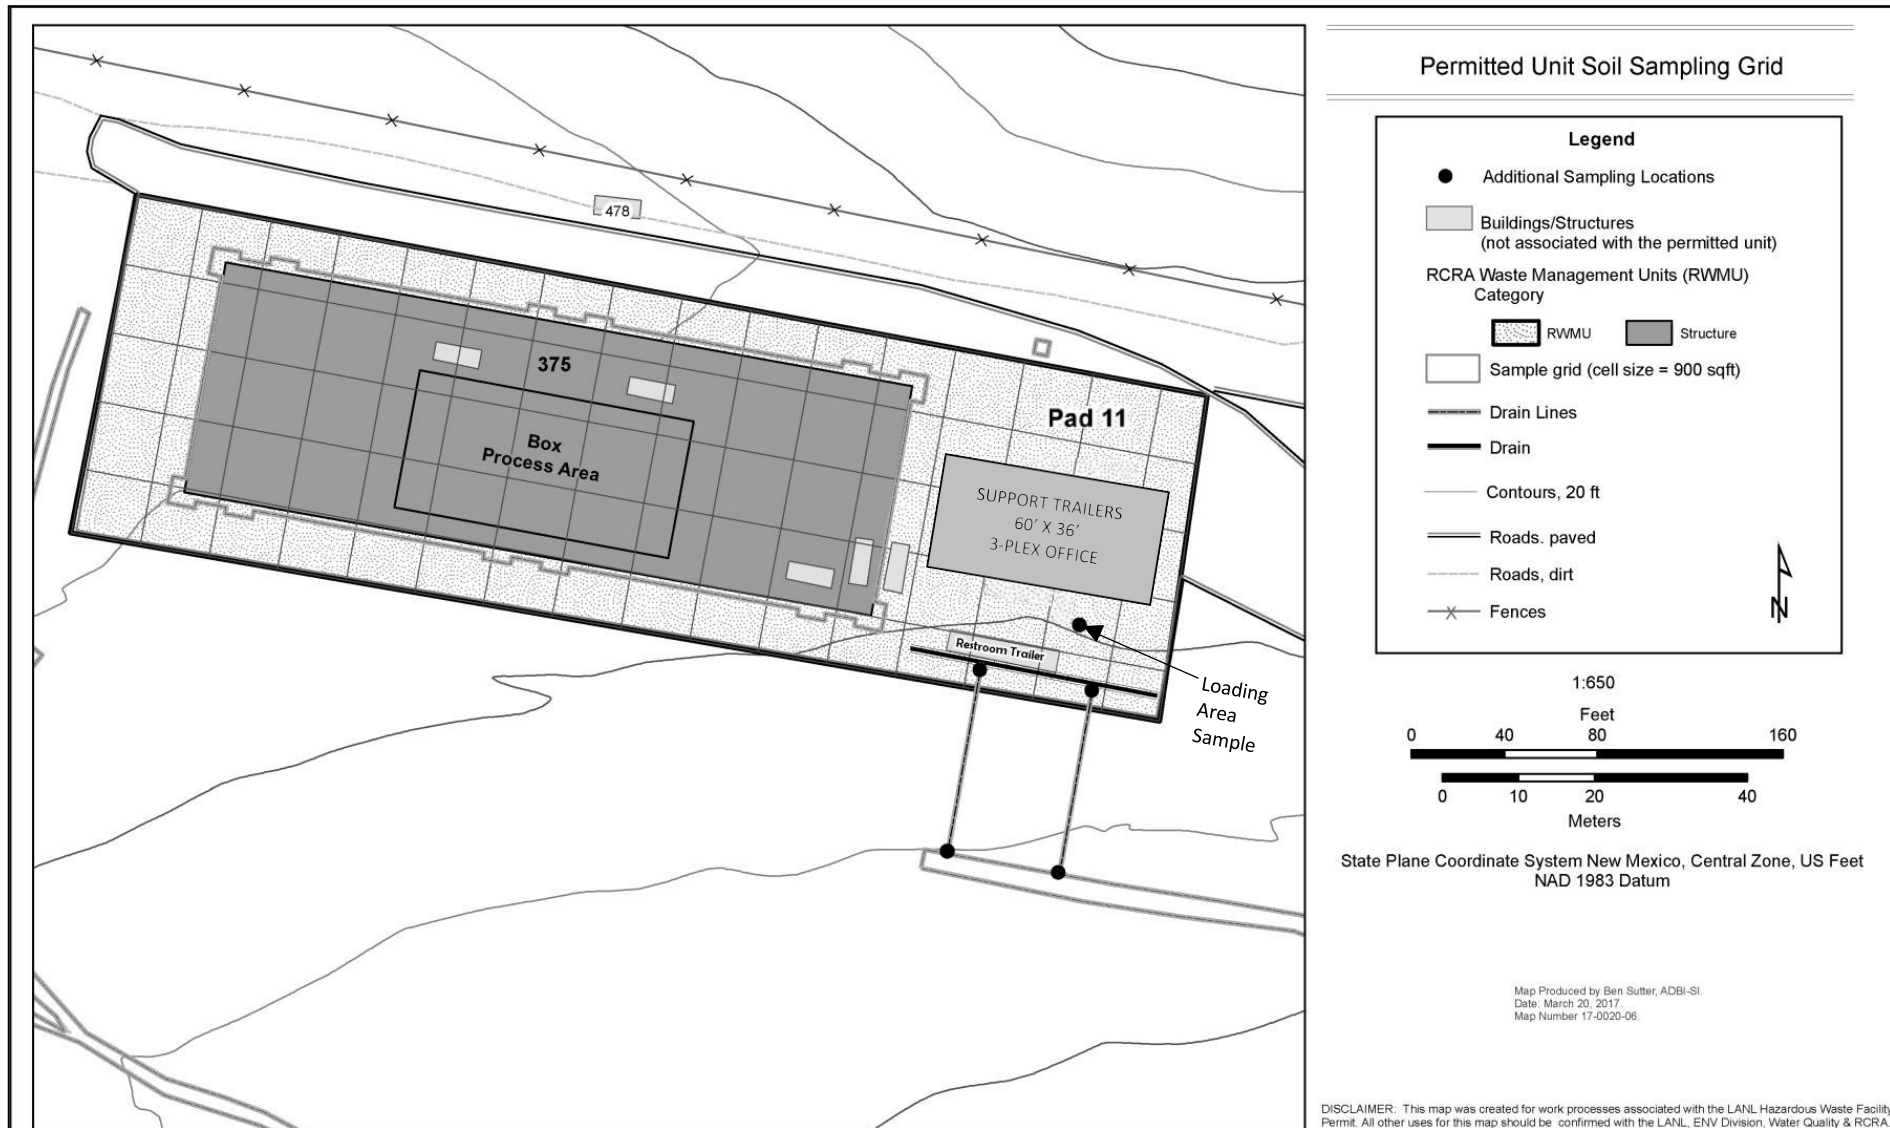 Permitted Unit Soil Sampling Grid
Legend
Additional Sampling Locations
Buildings/Structures
(not associated with the permitted unit)
RCRA Waste Management Units (RWMU)
Category
RWMU
Structure
Sample grid (cell size = 900 sqft)
Drain Lines
Drain
Contours, 20 ft
Roads. paved
Roads, dirt
Fences
N
1:650
Feet
0 40 80 160
0 10 20 40
Meters
State Plane Coordinate System New Mexico, Central Zone, US Feet
NAD 1983 Datum
Map Produced by Ben Sutter, ADBI-SI.
Date: March 20, 2017.
Map Number 17-0020-06.
DISCLAIMER: This map was created for work processes associated with the LANL Hazardous Waste Facility
Permit. All other uses for this map should be confirmed with the LANL, ENV Division, Water Quality & RCRA.
478
375
Box
Process Area
Pad 11
SUPPORT TRAILERS
60' X 36'
3-PLEX OFFICE
Restroom Trailer
Loading
Area
Sample